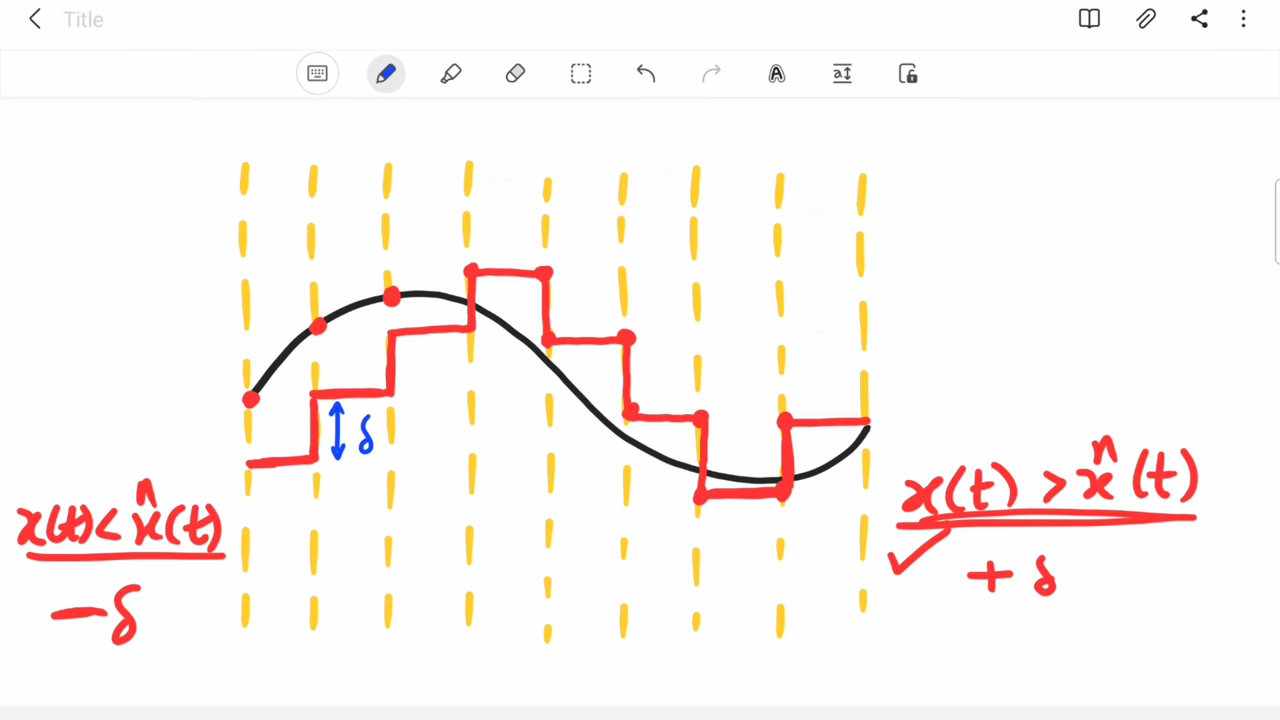 Title
δ
x(t) < x̂(t)
-δ
x(t) > x̂(t)
+ δ